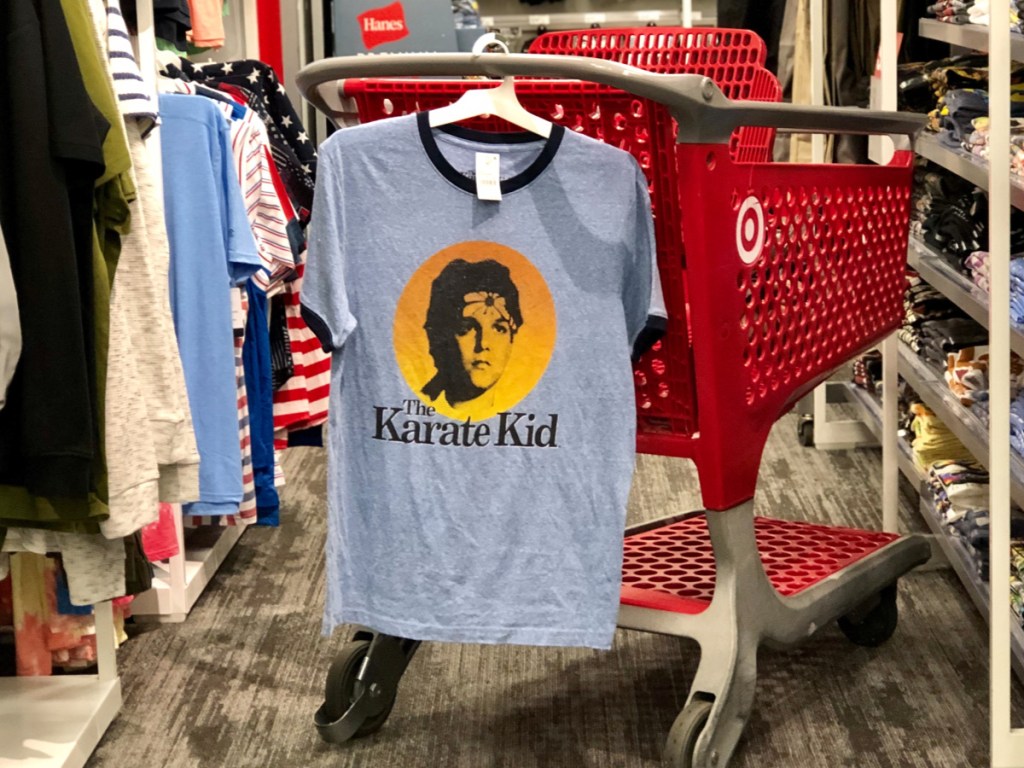 Hanes
The
Karate Kid